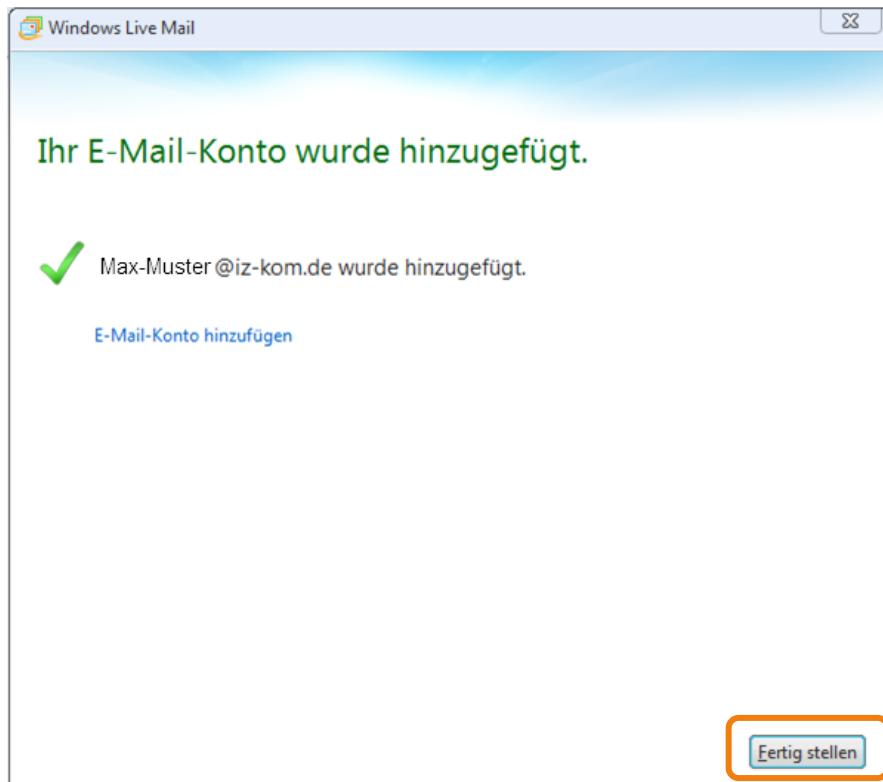 Windows Live Mail
Ihr E-Mail-Konto wurde hinzugefügt.
Max-Muster @iz-kom.de wurde hinzugefügt.
E-Mail-Konto hinzufügen
Fertig stellen